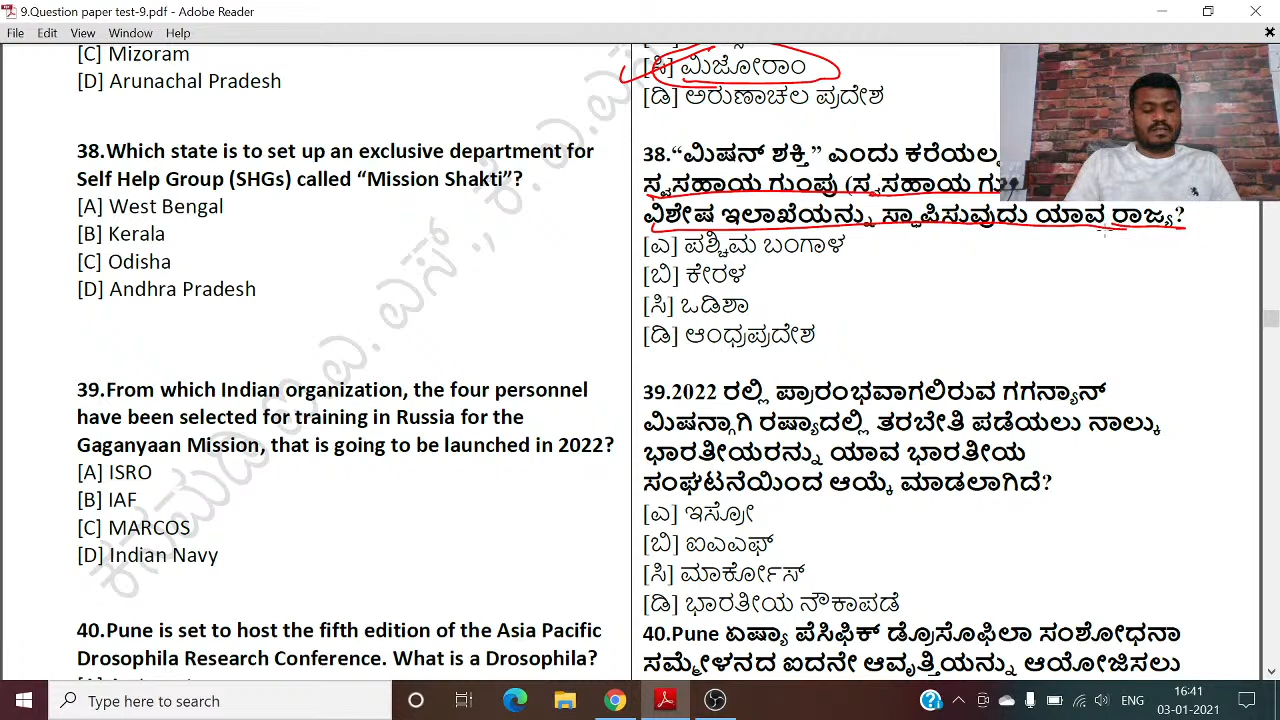 9.Question paper test-9.pdf - Adobe Reader
File Edit View Window Help
[C] Mizoram
[D] Arunachal Pradesh
38.Which state is to set up an exclusive department for
Self Help Group (SHGs) called “Mission Shakti”?
[A] West Bengal
[B] Kerala
[C] Odisha
[D] Andhra Pradesh
39.From which Indian organization, the four personnel
have been selected for training in Russia for the
Gaganyaan Mission, that is going to be launched in 2022?
[A] ISRO
[B] IAF
[C] MARCOS
[D] Indian Navy
40.Pune is set to host the fifth edition of the Asia Pacific
Drosophila Research Conference. What is a Drosophila?
[ಸಿ] ಮಿಜೋರಾಂ
[ಡಿ] ಅರುಣಾಚಲ ಪ್ರದೇಶ
38.“ಮಿಷನ್ ಶಕ್ತಿ” ಎಂದು
ಸ್ವಸಹಾಯ ಗುಂಪು (ಸ್ವಸಹಾಯ
ವಿಶೇಷ ಇಲಾಖೆಯನ್ನು ಸ್ಥಾಪಿಸುವುದು ಯಾವ ರಾಜ್ಯ?
[ಎ] ಪಶ್ಚಿಮ ಬಂಗಾಳ
[ಬಿ] ಕೇರಳ
[ಸಿ] ಒಡಿಶಾ
[ಡಿ] ಆಂಧ್ರಪ್ರದೇಶ
39.2022 ರಲ್ಲಿ ಪ್ರಾರಂಭವಾಗಲಿರುವ ಗಗನ್ಯಾನ್
ಮಿಷನ್ಗಾಗಿ ರಷ್ಯಾದಲ್ಲಿ ತರಬೇತಿ ಪಡೆಯಲು ನಾಲ್ಕು
ಭಾರತೀಯರನ್ನು ಯಾವ ಭಾರತೀಯ
ಸಂಘಟನೆಯಿಂದ ಆಯ್ಕೆ ಮಾಡಲಾಗಿದೆ?
[ಎ] ಇಸ್ರೋ
[ಬಿ] ಐಎಎಫ್
[ಸಿ] ಮಾರ್ಕೋಸ್
[ಡಿ] ಭಾರತೀಯ ನೌಕಾಪಡೆ
40.Pune ಏಷ್ಯಾ ಪೆಸಿಫಿಕ್ ಡ್ರೊಸೊಫಿಲಾ ಸಂಶೋಧನಾ
ಸಮ್ಮೇಳನದ ಐದನೇ ಆವೃತ್ತಿಯನ್ನು ಆಯೋಜಿಸಲು
Type here to search
ENG
16:41
03-01-2021